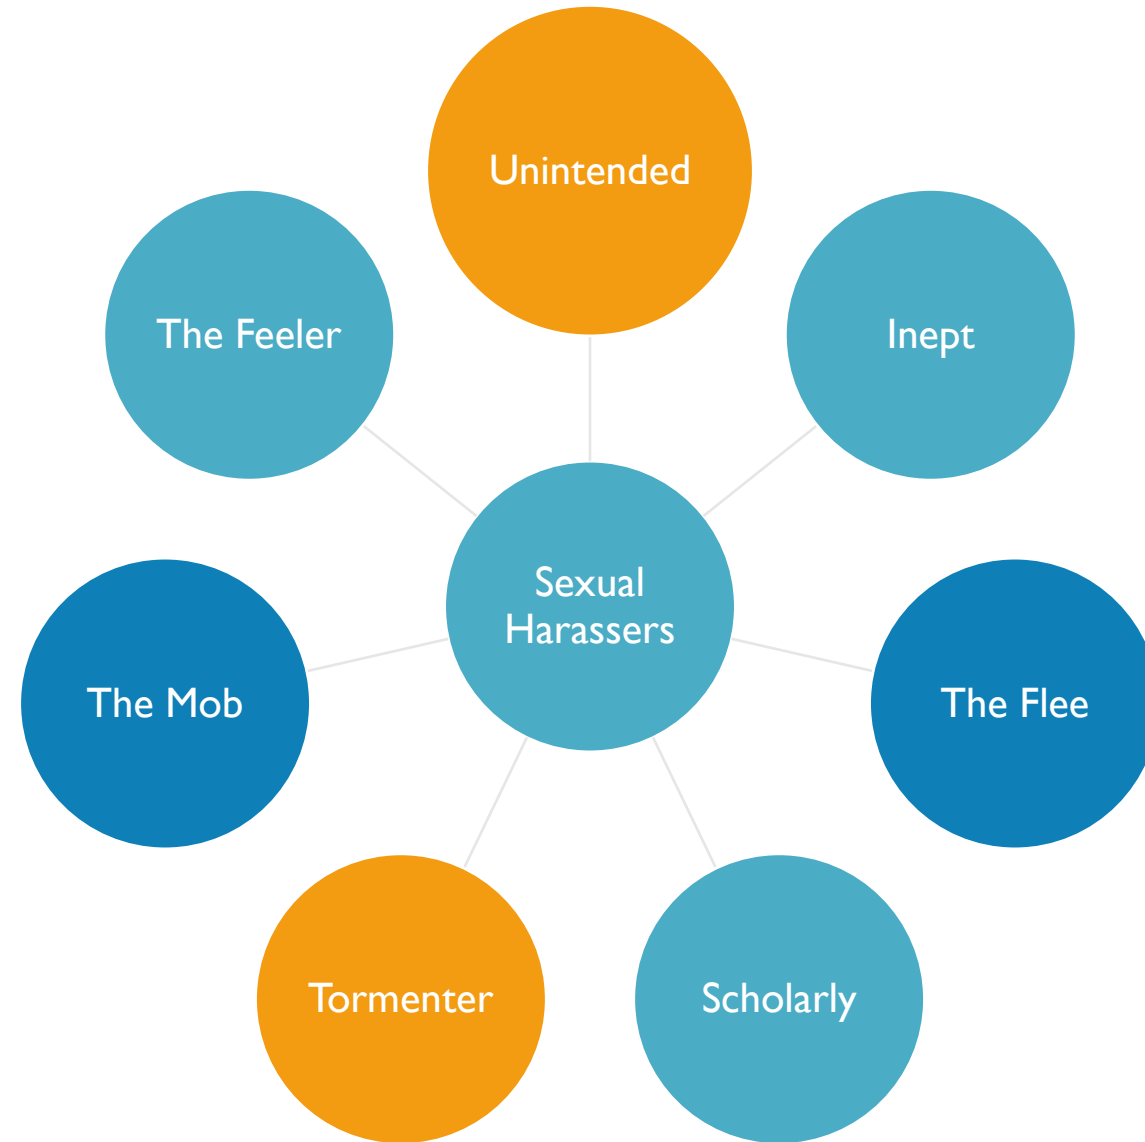 Unintended
Inept
The Flee
Scholarly
Tormenter
The Mob
The Feeler
Sexual
Harassers